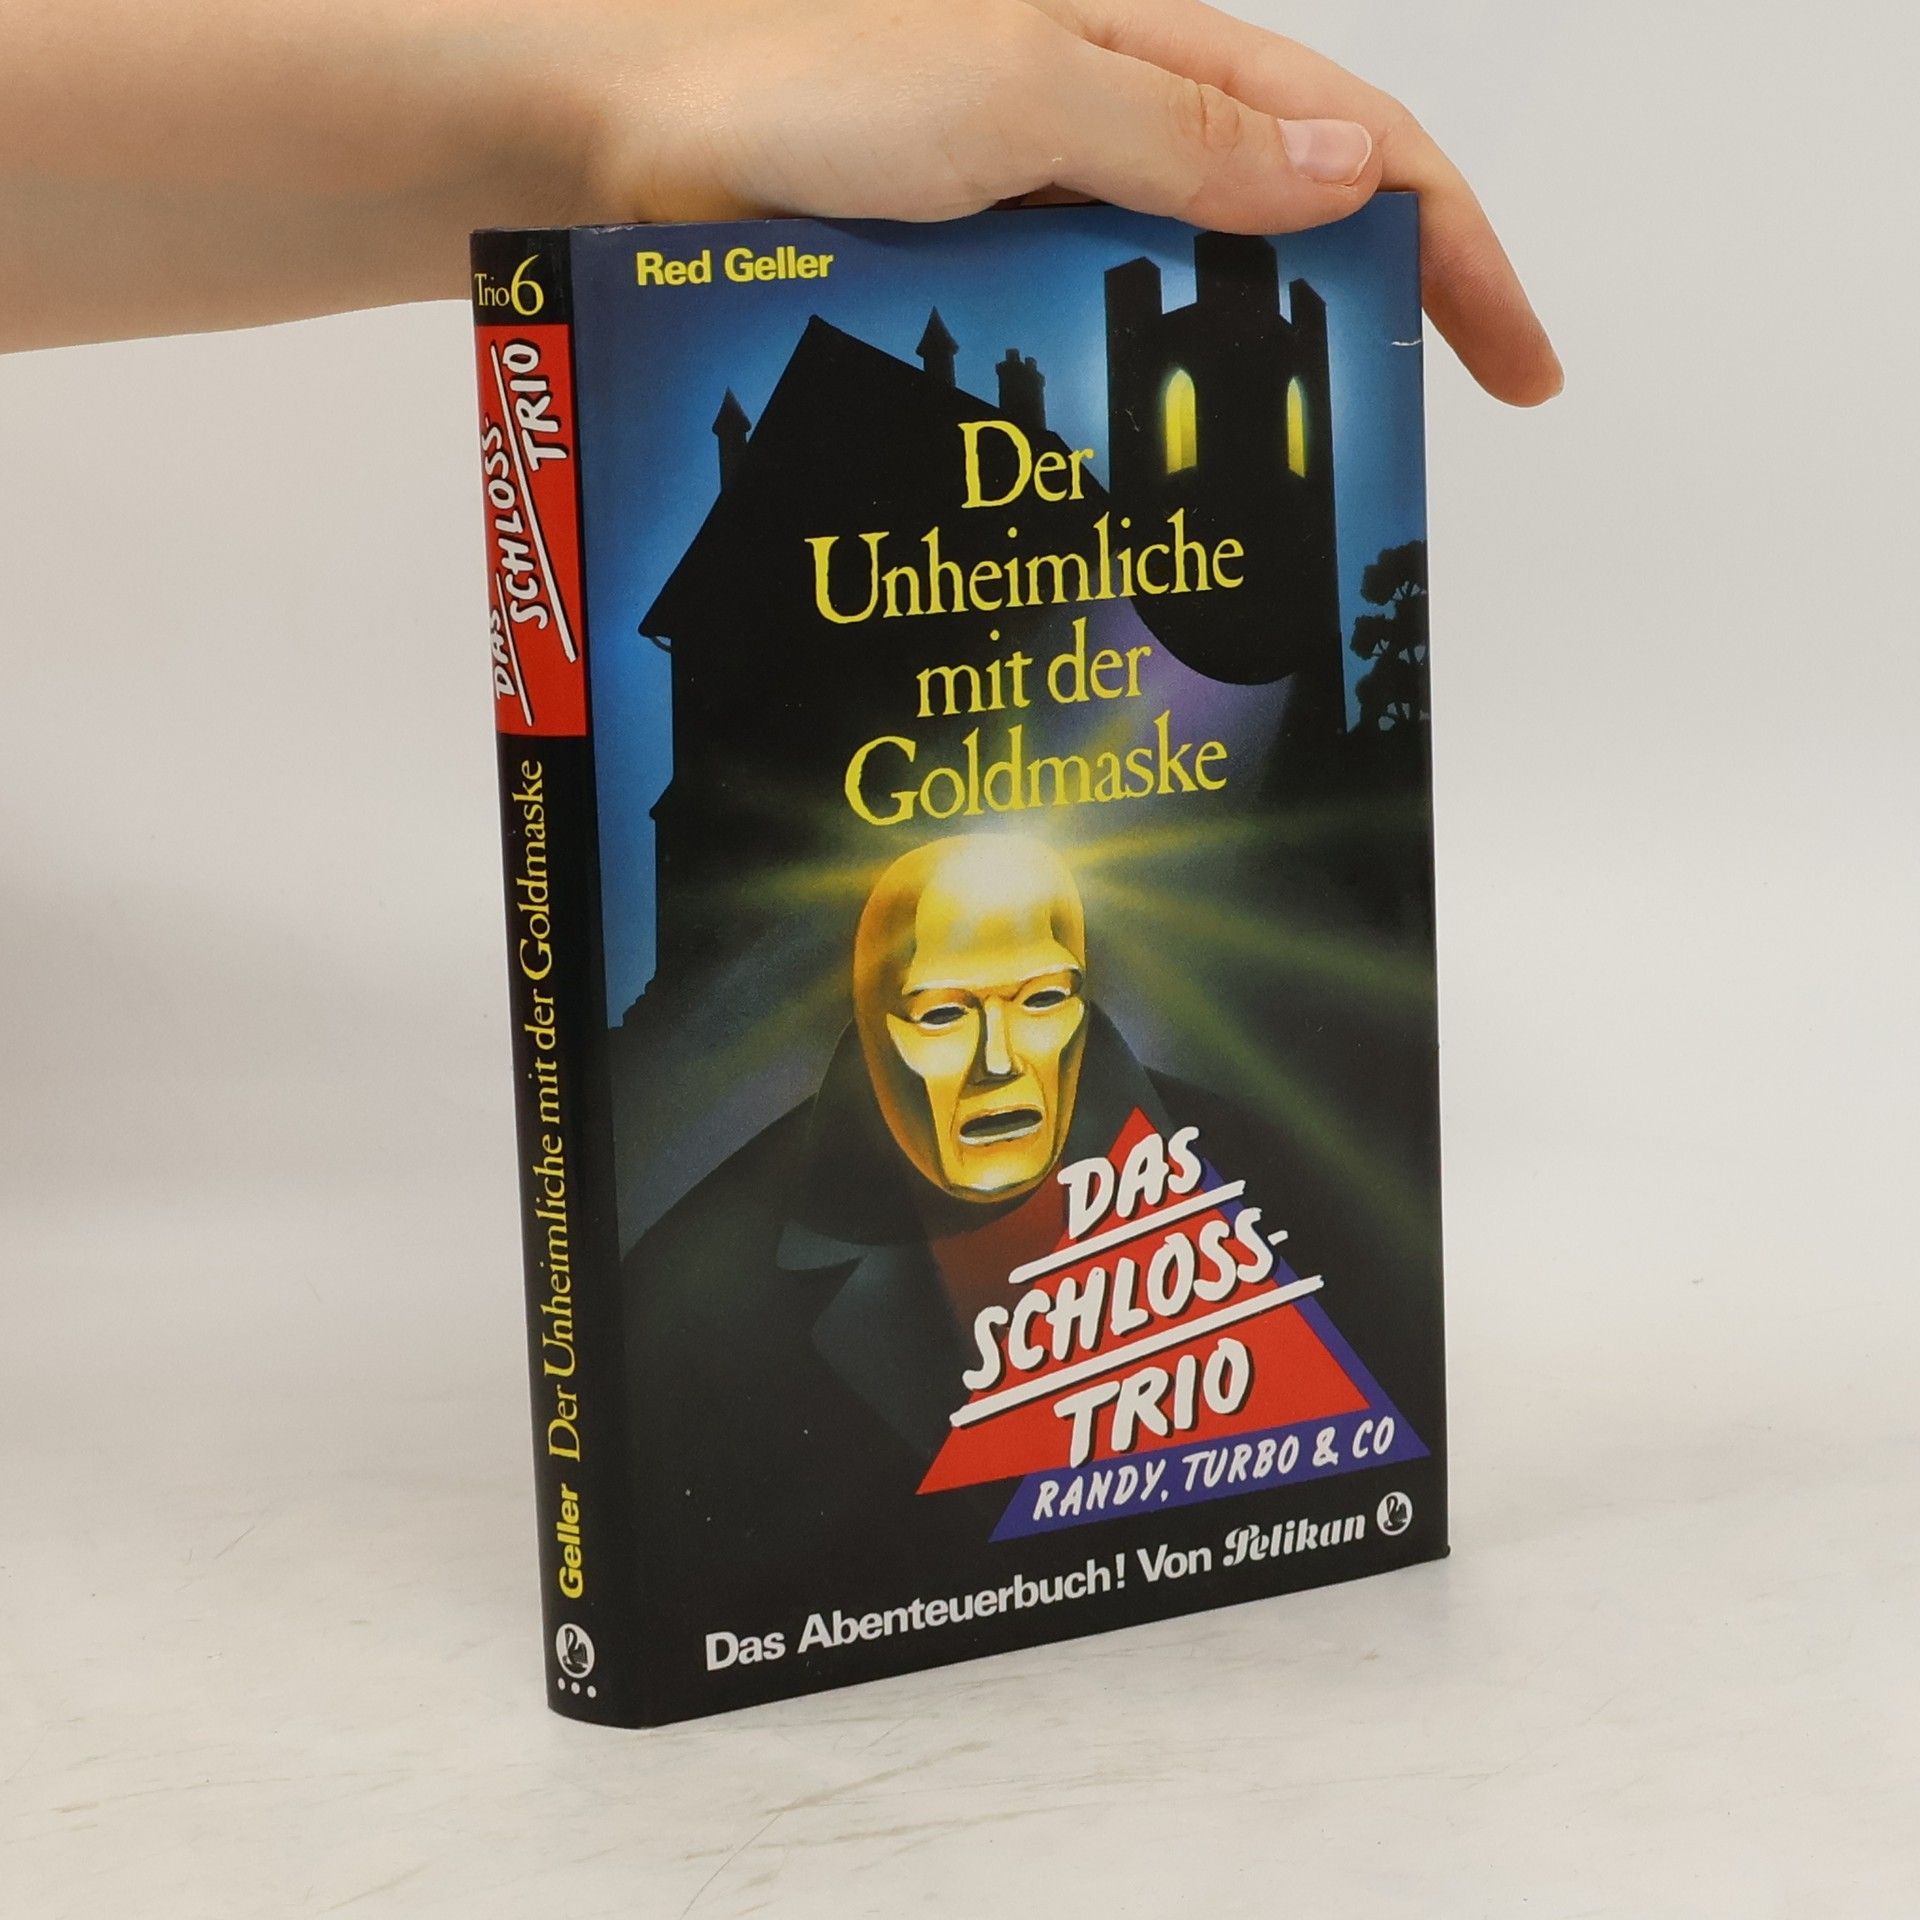 Red Geller
Der
Unheimliche
mit der
Goldmaske
DAS
SCHLOSS-
TRIO
RANDY, TURBO & CO
Das Abenteuerbuch! Von Pelikan
Trio 6
DAS
SCHLOSS-
TRIO
Geller Der Unheimliche mit der Goldmaske